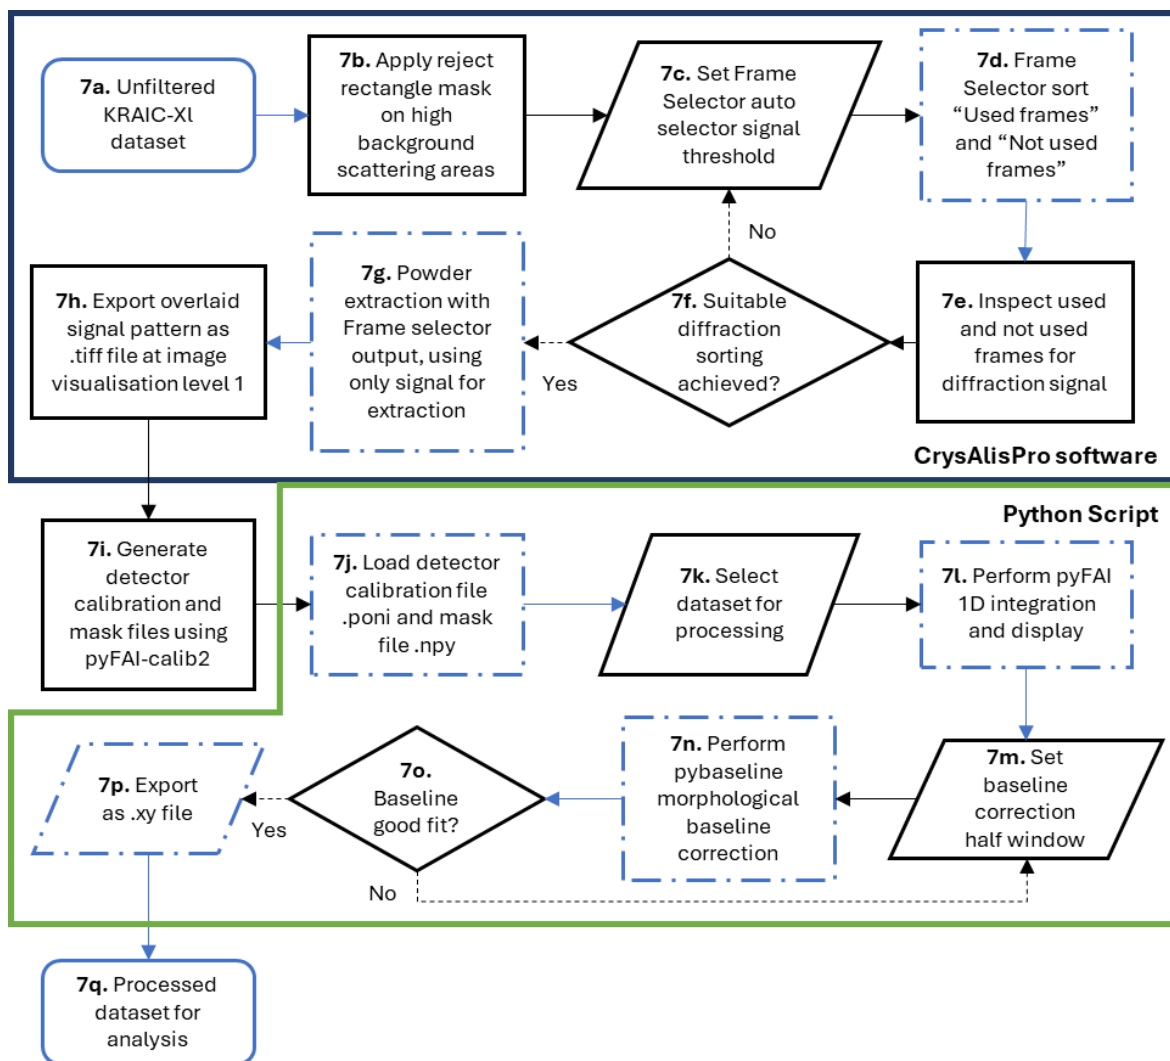 7a. Unfiltered
KRAIC-Xl
dataset
7b. Apply reject
rectangle mask
on high
background
scattering areas
7c. Set Frame
Selector auto
selector signal
threshold
7d. Frame
Selector sort
“Used frames”
and “Not used
frames”
7e. Inspect used
and not used
frames for
diffraction signal
7f. Suitable
diffraction
sorting
achieved?
No
Yes
7g. Powder
extraction with
Frame selector
output, using
only signal for
extraction
7h. Export overlaid
signal pattern as
.tiff file at image
visualisation level 1
CrysAlisPro software
Python Script
7i. Generate
detector
calibration and
mask files using
pyFAI-calib2
7j. Load detector
calibration file
.poni and mask
file .npy
7k. Select
dataset for
processing
7l. Perform pyFAI
1D integration
and display
7m. Set
baseline
correction
half window
7n. Perform
pybaseline
morphological
baseline
correction
7o.
Baseline
good fit?
Yes
No
7p. Export
as .xy file
7q. Processed
dataset for
analysis